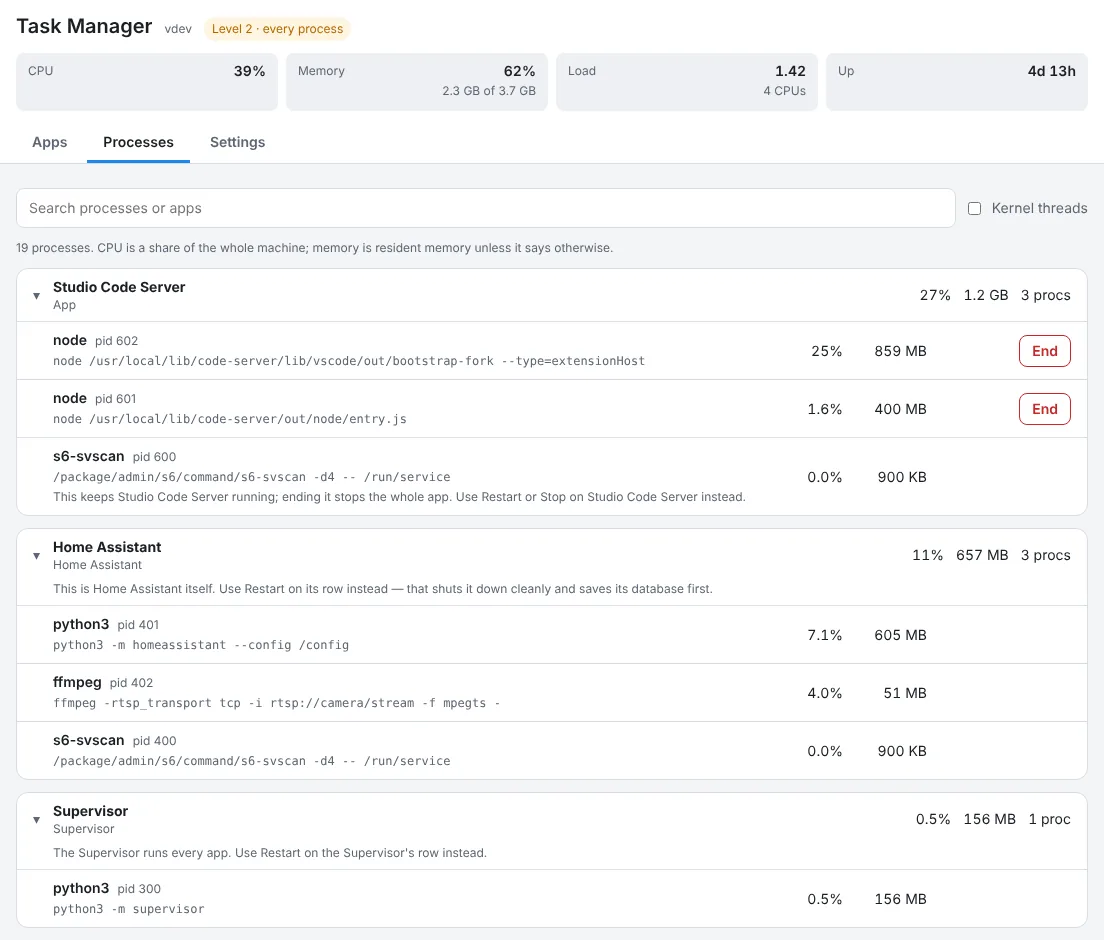 Task Manager vdev Level 2 · every process
CPU 39%
Memory 62%
2.3 GB of 3.7 GB
Load 1.42
4 CPUs
Up 4d 13h
Apps Processes Settings
Search processes or apps Kernel threads
19 processes. CPU is a share of the whole machine; memory is resident memory unless it says otherwise.
▼ Studio Code Server 27% 1.2 GB 3 procs
App
node pid 602 25% 859 MB End
node /usr/local/lib/code-server/lib/vscode/out/bootstrap-fork --type=extensionHost
node pid 601 1.6% 400 MB End
node /usr/local/lib/code-server/out/node/entry.js
s6-svscan pid 600 0.0% 900 KB
/package/admin/s6/command/s6-svscan -d4 -- /run/service
This keeps Studio Code Server running; ending it stops the whole app. Use Restart or Stop on Studio Code Server instead.
▼ Home Assistant 11% 657 MB 3 procs
Home Assistant
This is Home Assistant itself. Use Restart on its row instead — that shuts it down cleanly and saves its database first.
python3 pid 401 7.1% 605 MB
python3 -m homeassistant --config /config
ffmpeg pid 402 4.0% 51 MB
ffmpeg -rtsp_transport tcp -i rtsp://camera/stream -f mpegts -
s6-svscan pid 400 0.0% 900 KB
/package/admin/s6/command/s6-svscan -d4 -- /run/service
▼ Supervisor 0.5% 156 MB 1 proc
Supervisor
The Supervisor runs every app. Use Restart on the Supervisor's row instead.
python3 pid 300 0.5% 156 MB
python3 -m supervisor